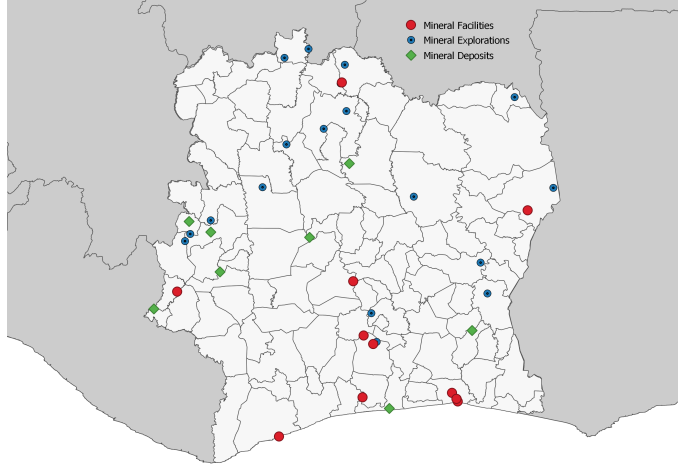 Mineral Facilities
Mineral Explorations
Mineral Deposits